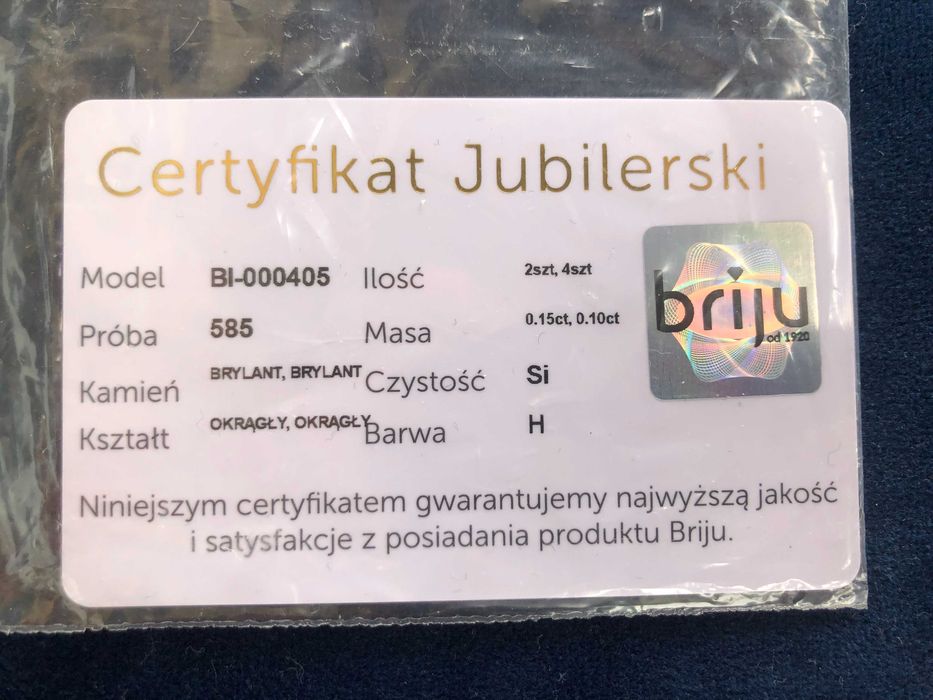 Certyfikat Jubilerski
Model BI-000405 Ilość 2szt, 4szt
Próba 585 Masa 0.15ct, 0.10ct
Kamień BRYLANT, BRYLANT Czystość Si
Kształt OKRĄGŁY, OKRĄGŁY Barwa H
briju
od 1920
Niniejszym certyfikatem gwarantujemy najwyższą jakość
i satysfakcje z posiadania produktu Briju.